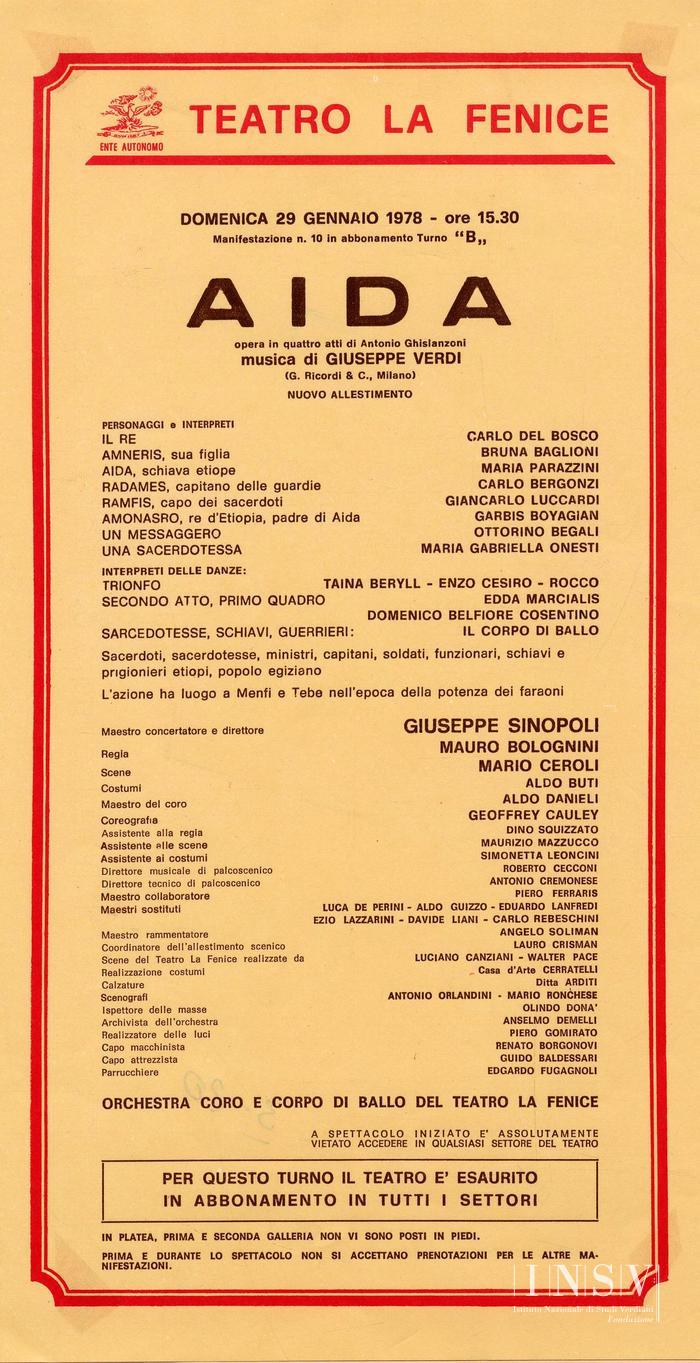 ENTE AUTONOMO
TEATRO LA FENICE
DOMENICA 29 GENNAIO 1978 - ore 15.30
Manifestazione n. 10 in abbonamento Turno “B„
AIDA
opera in quattro atti di Antonio Ghislanzoni
musica di GIUSEPPE VERDI
(G. Ricordi & C., Milano)
NUOVO ALLESTIMENTO
PERSONAGGI e INTERPRETI
IL RE CARLO DEL BOSCO
AMNERIS, sua figlia BRUNA BAGLIONI
AIDA, schiava etiope MARIA PARAZZINI
RADAMES, capitano delle guardie CARLO BERGONZI
RAMFIS, capo dei sacerdoti GIANCARLO LUCCARDI
AMONASRO, re d'Etiopia, padre di Aida GARBIS BOYAGIAN
UN MESSAGGERO OTTORINO BEGALI
UNA SACERDOTESSA MARIA GABRIELLA ONESTI
INTERPRETI DELLE DANZE:
TRIONFO TAINA BERYLL - ENZO CESIRO - ROCCO
SECONDO ATTO, PRIMO QUADRO EDDA MARCIALIS
DOMENICO BELFIORE COSENTINO
SARCEDOTESSE, SCHIAVI, GUERRIERI: IL CORPO DI BALLO
Sacerdoti, sacerdotesse, ministri, capitani, soldati, funzionari, schiavi e
prigionieri etiopi, popolo egiziano
L'azione ha luogo a Menfi e Tebe nell'epoca della potenza dei faraoni
Maestro concertatore e direttore GIUSEPPE SINOPOLI
Regia MAURO BOLOGNINI
Scene MARIO CEROLI
Costumi ALDO BUTI
Maestro del coro ALDO DANIELI
Coreografia GEOFFREY CAULEY
Assistente alla regia DINO SQUIZZATO
Assistente alle scene MAURIZIO MAZZUCCO
Assistente ai costumi SIMONETTA LEONCINI
Direttore musicale di palcoscenico ROBERTO CECCONI
Direttore tecnico di palcoscenico ANTONIO CREMONESE
Maestro collaboratore PIERO FERRARIS
Maestri sostituti LUCA DE PERINI - ALDO GUIZZO - EDUARDO LANFREDI
EZIO LAZZARINI - DAVIDE LIANI - CARLO REBESCHINI
Maestro rammentatore ANGELO SOLIMAN
Coordinatore dell'allestimento scenico LAURO CRISMAN
Scene del Teatro La Fenice realizzate da LUCIANO CANZIANI - WALTER PACE
Realizzazione costumi Casa d'Arte CERRATELLI
Calzature Ditta ARDITI
Scenografi ANTONIO ORLANDINI - MARIO RONCHESE
Ispettore delle masse OLINDO DONA'
Archivista dell'orchestra ANSELMO DEMELLI
Realizzatore delle luci PIERO GOMIRATO
Capo macchinista RENATO BORGONOVI
Capo attrezzista GUIDO BALDESSARI
Parrucchiere EDGARDO FUGAGNOLI
ORCHESTRA CORO E CORPO DI BALLO DEL TEATRO LA FENICE
A SPETTACOLO INIZIATO E' ASSOLUTAMENTE
VIETATO ACCEDERE IN QUALSIASI SETTORE DEL TEATRO
PER QUESTO TURNO IL TEATRO E' ESAURITO
IN ABBONAMENTO IN TUTTI I SETTORI
IN PLATEA, PRIMA E SECONDA GALLERIA NON VI SONO POSTI IN PIEDI.
PRIMA E DURANTE LO SPETTACOLO NON SI ACCETTANO PRENOTAZIONI PER LE ALTRE MA-
NIFESTAZIONI.
INSV
Istituto Nazionale di Studi Verdiani
Fondazione